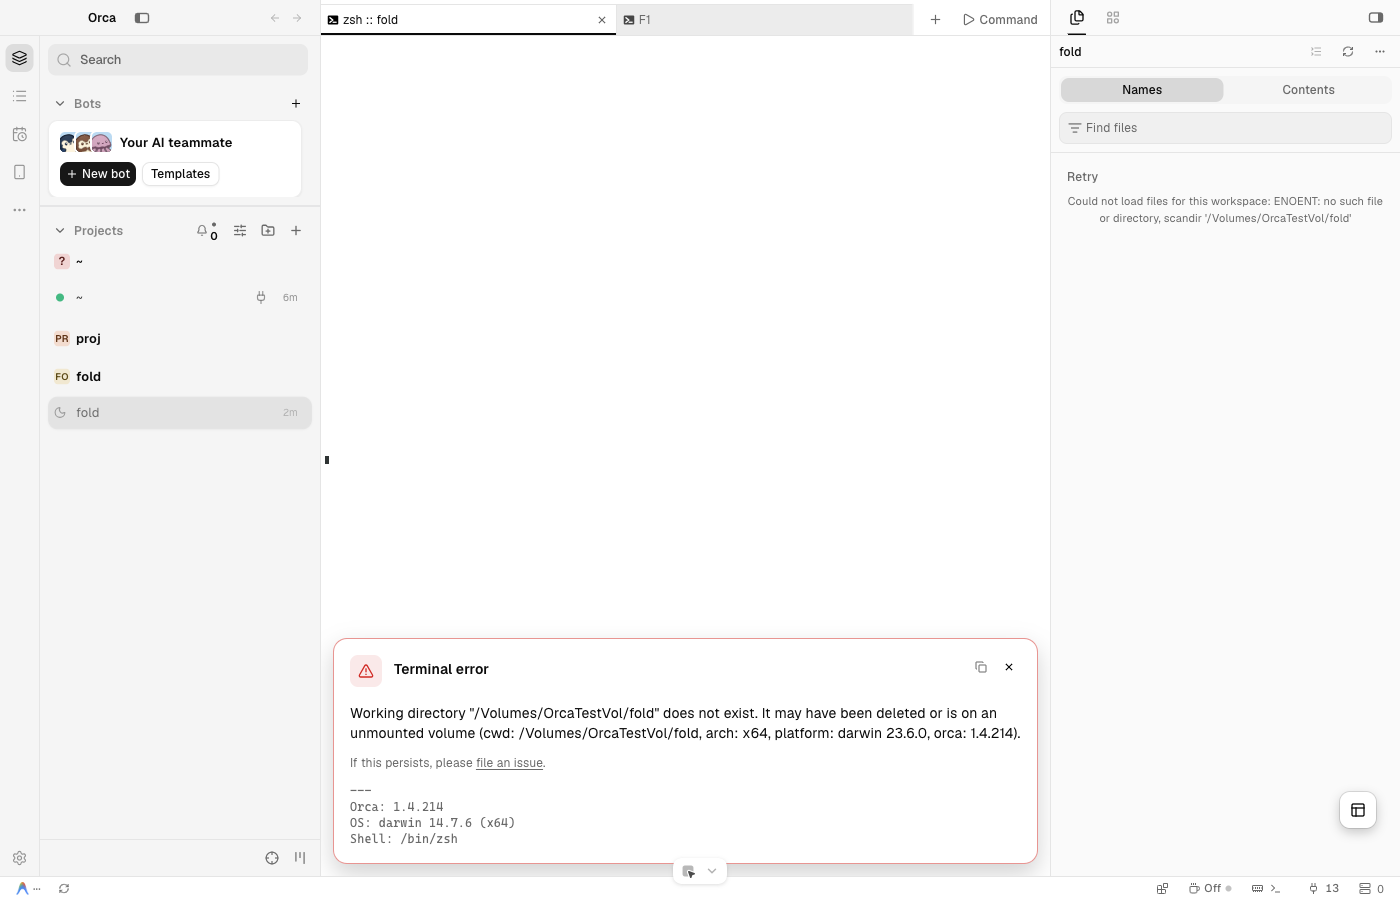 Orca
zsh :: fold
F1
Command
fold
Search
Names
Contents
Find files
Bots
Your AI teammate
New bot
Templates
Retry
Could not load files for this workspace: ENOENT: no such file
or directory, scandir '/Volumes/OrcaTestVol/fold'
Projects
0
? ~
~ 6m
PR proj
FO fold
fold 2m
Terminal error
Working directory "/Volumes/OrcaTestVol/fold" does not exist. It may have been deleted or is on an
unmounted volume (cwd: /Volumes/OrcaTestVol/fold, arch: x64, platform: darwin 23.6.0, orca: 1.4.214).
If this persists, please file an issue.
---
Orca: 1.4.214
OS: darwin 14.7.6 (x64)
Shell: /bin/zsh
Off
13
0